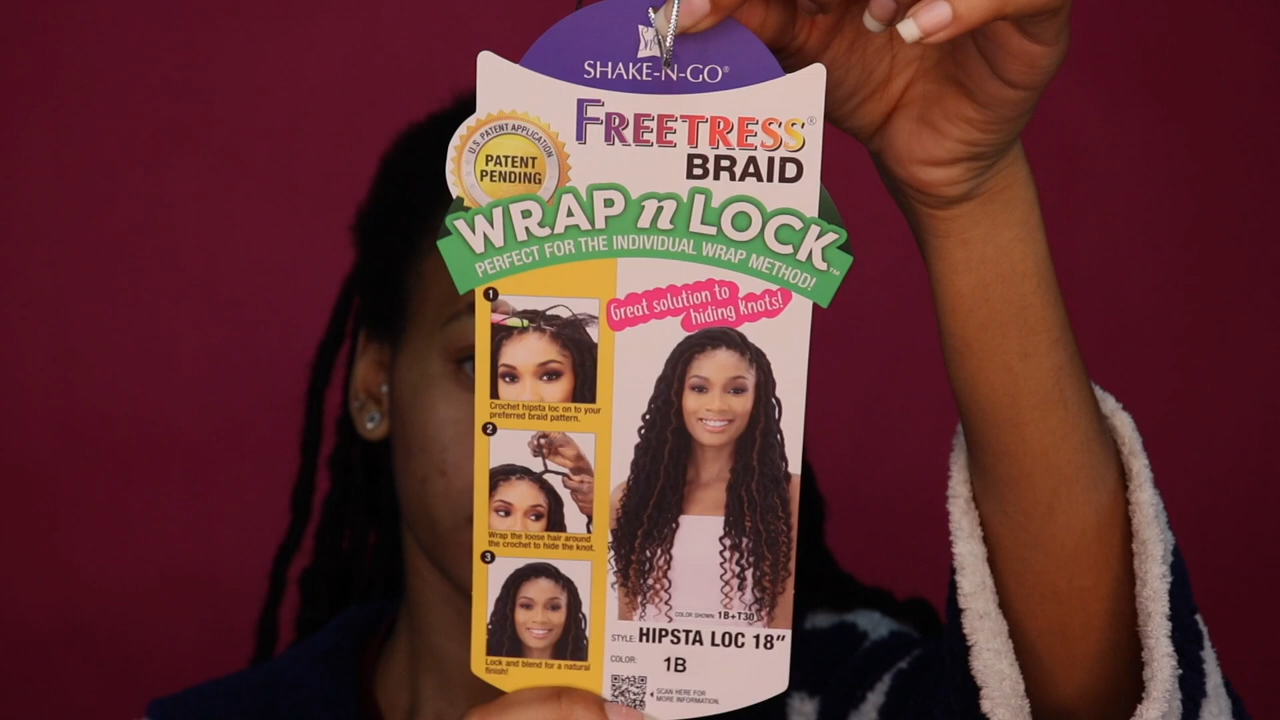 SHAKE-N-GO®
FREETRESS®
BRAID
U.S. PATENT APPLICATION
PATENT
PENDING
WRAP n LOCK™
PERFECT FOR THE INDIVIDUAL WRAP METHOD!
Great solution to
hiding knots!
1
Crochet hipsta loc on to your
preferred braid pattern.
2
Wrap the loose hair around
the crochet to hide the knot.
3
Lock and blend for a natural
finish!
COLOR SHOWN: 1B+T30
STYLE: HIPSTA LOC 18"
COLOR: 1B
SCAN HERE FOR
MORE INFORMATION.